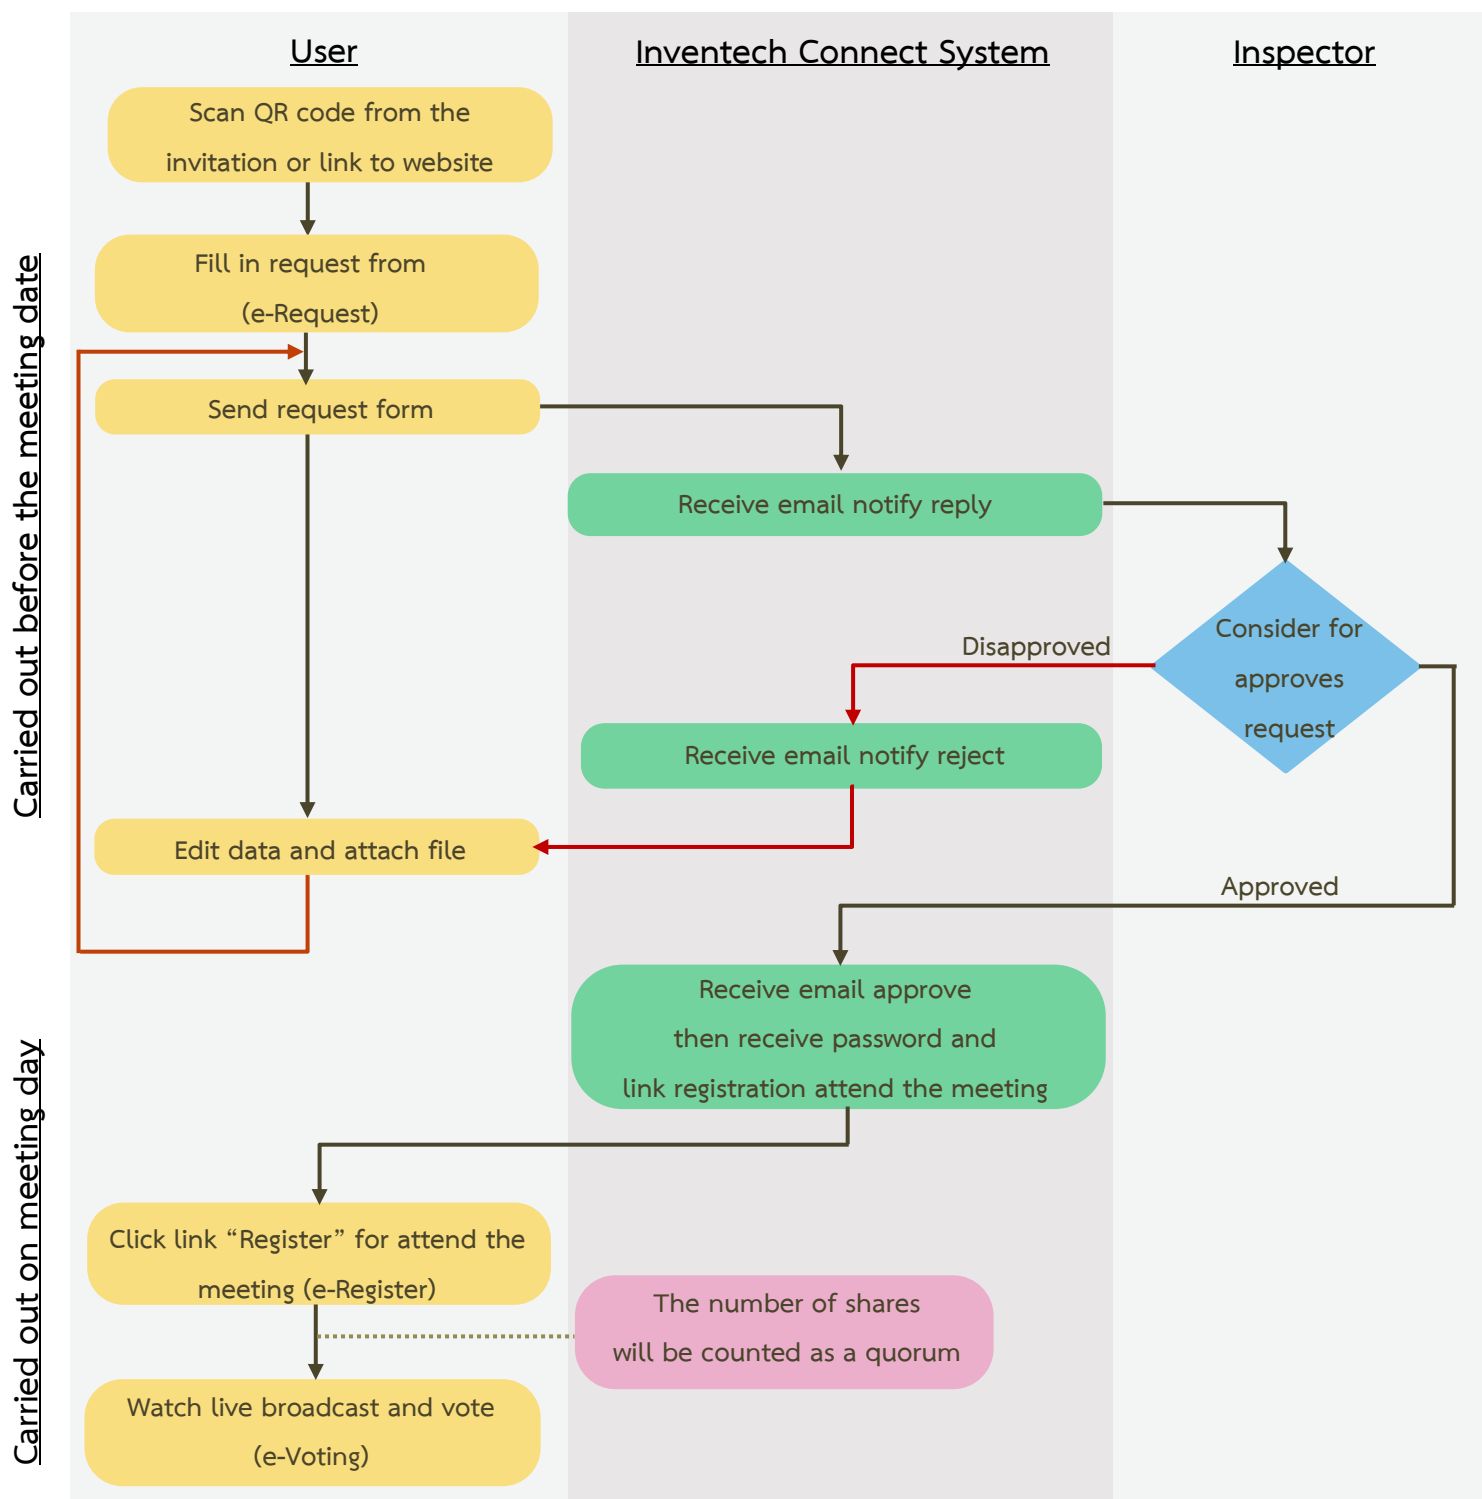 User
Inventech Connect System
Inspector
Scan QR code from the
invitation or link to website
Fill in request from
(e-Request)
Send request form
Receive email notify reply
Consider for
approves
request
Disapproved
Receive email notify reject
Edit data and attach file
Approved
Receive email approve
then receive password and
link registration attend the meeting
Click link “Register” for attend the
meeting (e-Register)
The number of shares
will be counted as a quorum
Watch live broadcast and vote
(e-Voting)
Carried out before the meeting date
Carried out on meeting day